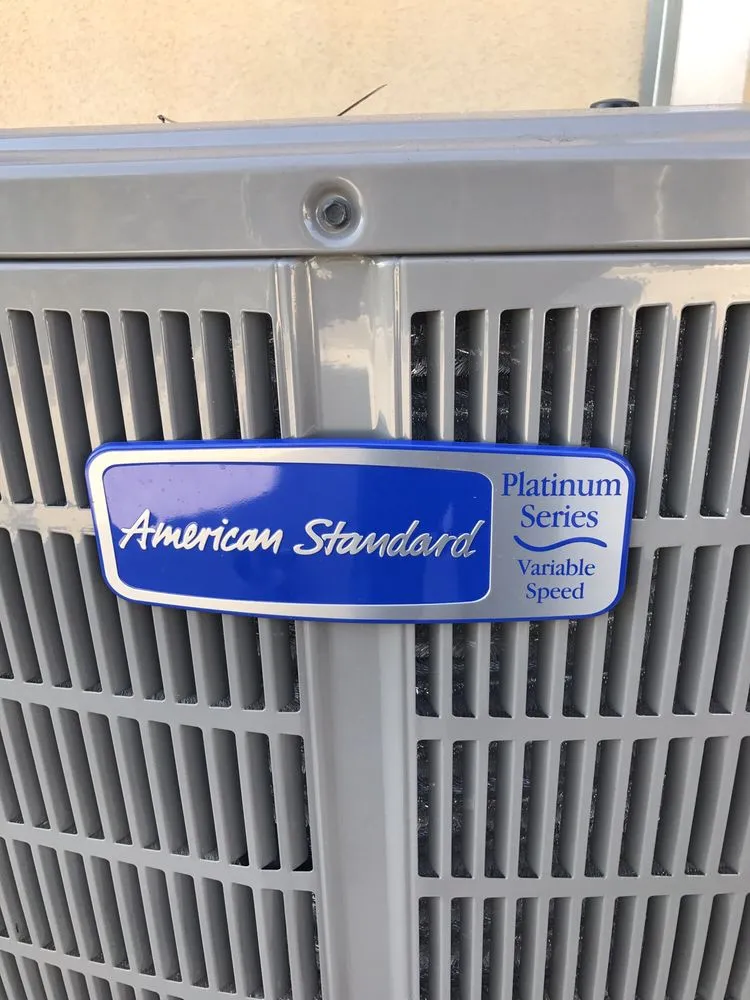 American Standard
Platinum
Series
Variable
Speed